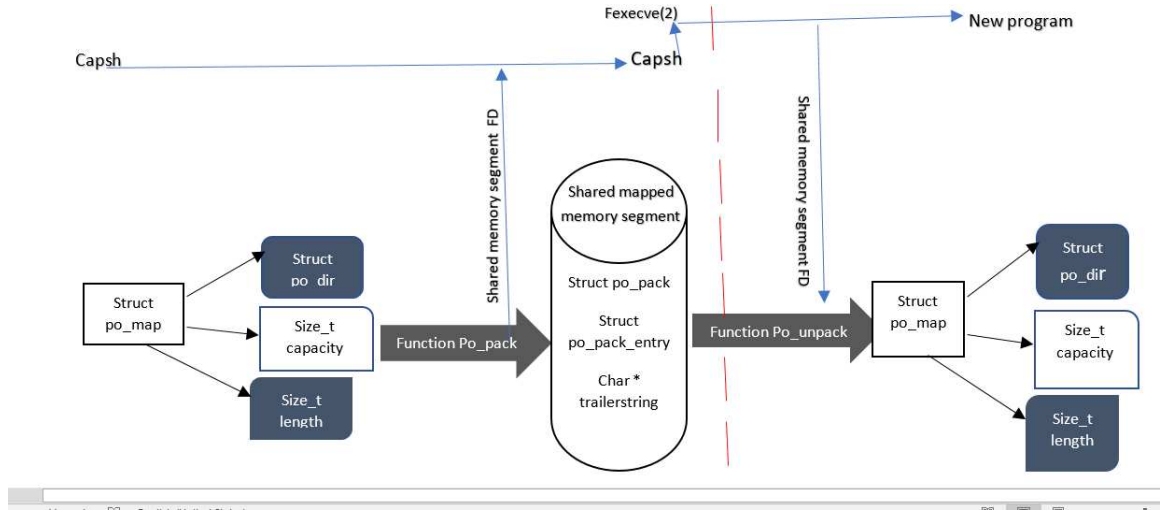 Fexecve(2)
New program
Capsh
Capsh
Shared memory segment FD
Shared memory segment FD
Shared mapped
memory segment
Struct
po_dir
Struct
po_map
Size_t
capacity
Size_t
length
Function Po_pack
Struct po_pack
Struct
po_pack_entry
Char *
trailerstring
Function Po_unpack
Struct
po_map
Struct
po_dir
Size_t
capacity
Size_t
length